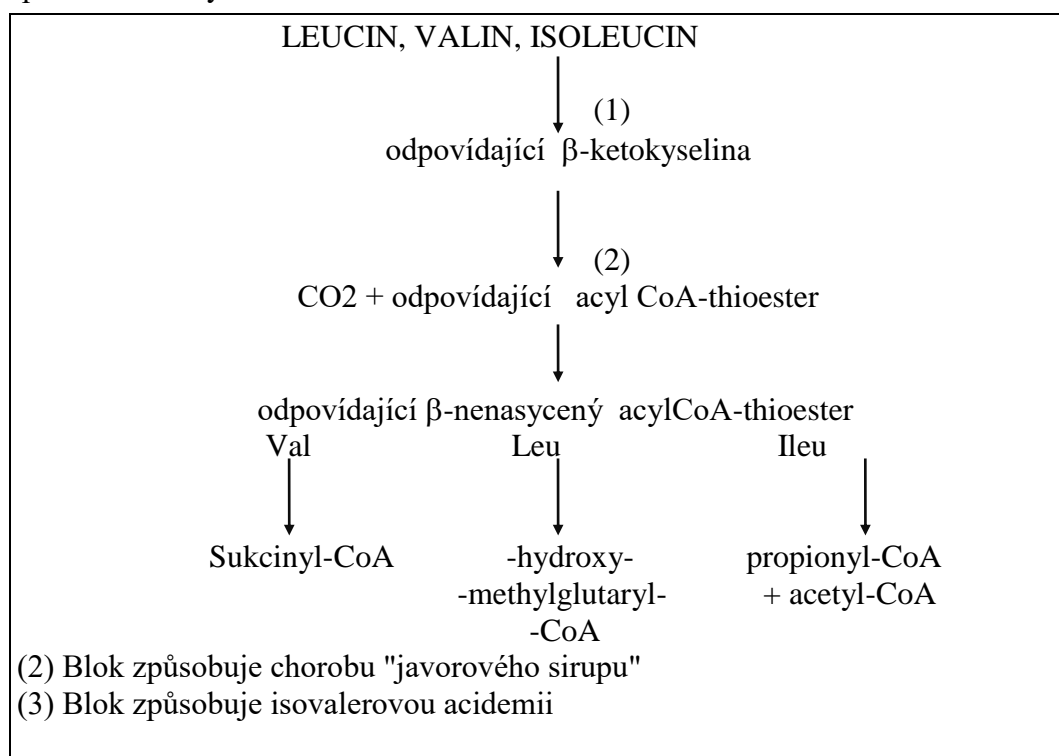 LEUCIN, VALIN, ISOLEUCIN
(1)
odpovídající β-ketokyselina
(2)
CO2 + odpovídající acyl CoA-thioester
odpovídající β-nenasycený acylCoA-thioester
Val Leu Ileu
Sukcinyl-CoA -hydroxy- propionyl-CoA
-methylglutaryl- + acetyl-CoA
-CoA
(2) Blok způsobuje chorobu "javorového sirupu"
(3) Blok způsobuje isovalerovou acidemii